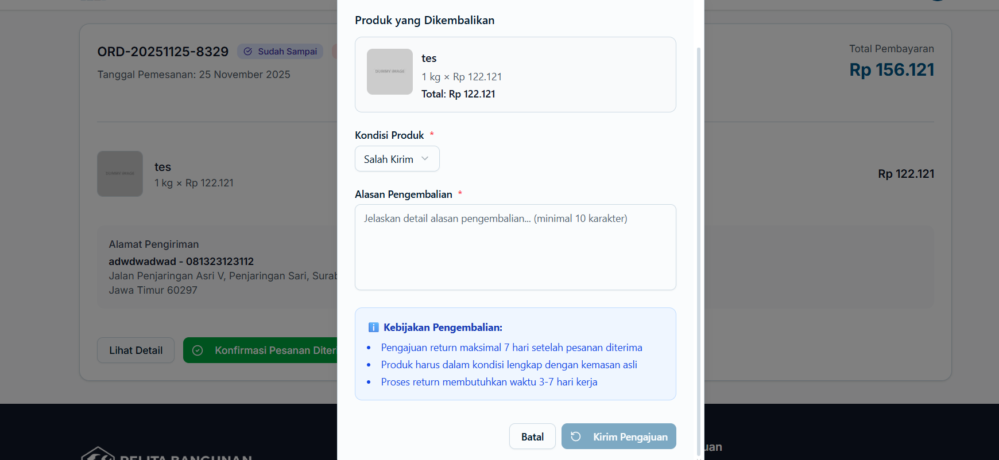 ORD-20251125-8329
Sudah Sampai
Tanggal Pemesanan: 25 November 2025
Total Pembayaran
Rp 156.121
DUMMY IMAGE
tes
1 kg × Rp 122.121
Rp 122.121
Alamat Pengiriman
adwdwadwad - 081323123112
Jalan Penjaringan Asri V, Penjaringan Sari,
Jawa Timur 60297
Lihat Detail
Konfirmasi Pesanan
Produk yang Dikembalikan
DUMMY IMAGE
tes
1 kg × Rp 122.121
Total: Rp 122.121
Kondisi Produk *
Salah Kirim
Alasan Pengembalian *
Jelaskan detail alasan pengembalian... (minimal 10 karakter)
Kebijakan Pengembalian:
Pengajuan return maksimal 7 hari setelah pesanan diterima
Produk harus dalam kondisi lengkap dengan kemasan asli
Proses return membutuhkan waktu 3-7 hari kerja
Batal
Kirim Pengajuan
PELITA BANGUNAN